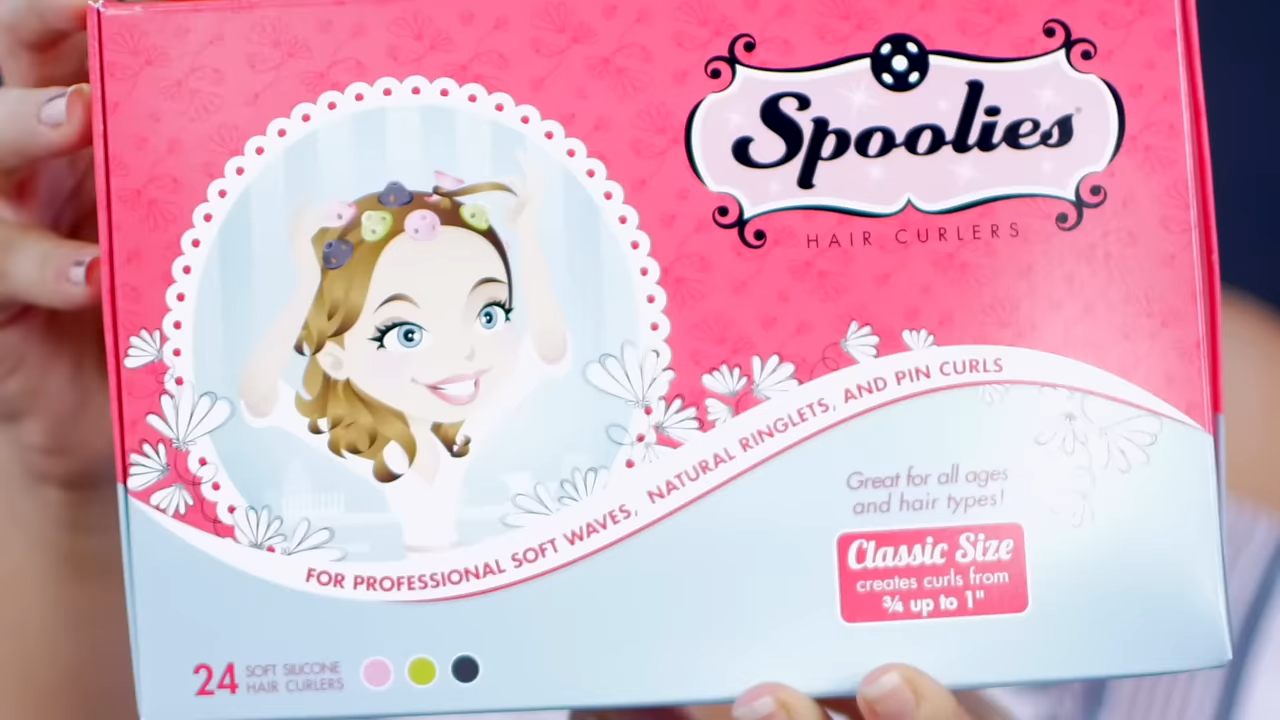 Spoolies®
HAIR CURLERS
FOR PROFESSIONAL SOFT WAVES, NATURAL RINGLETS, AND PIN CURLS
Great for all ages
and hair types!
Classic Size
creates curls from
¾ up to 1"
24 SOFT SILICONE
HAIR CURLERS